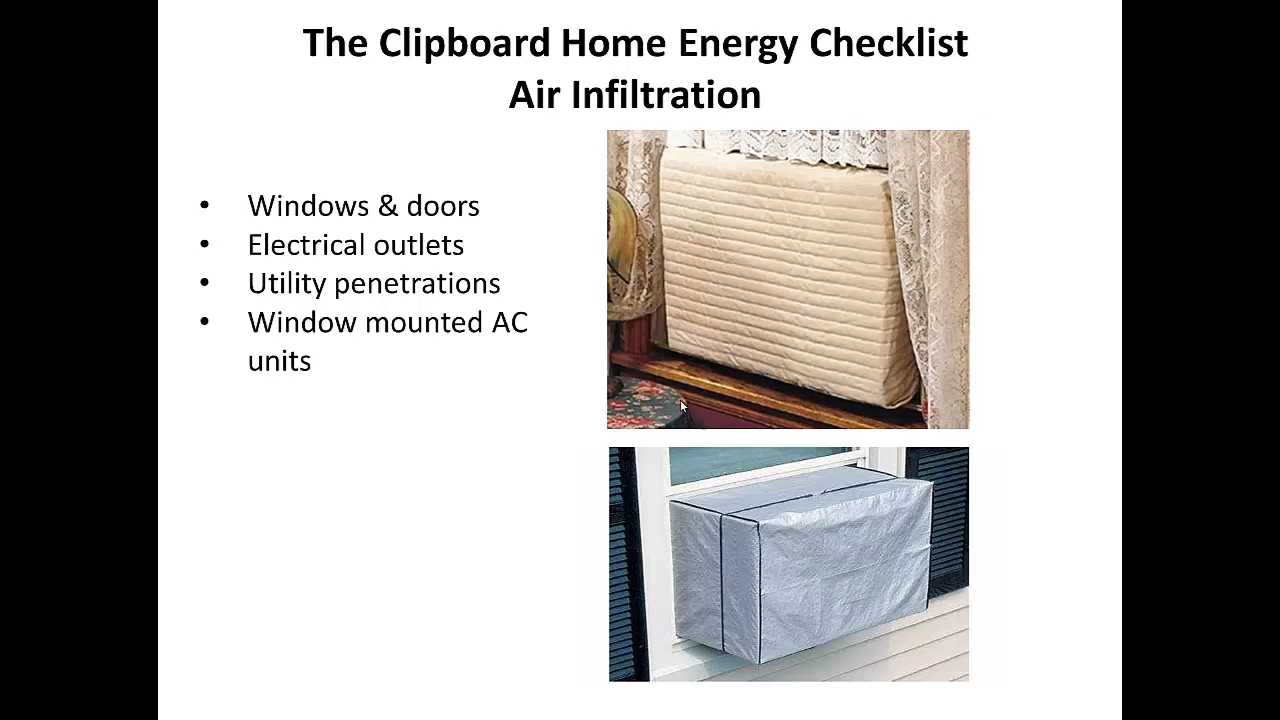 The Clipboard Home Energy Checklist
Air Infiltration
• Windows & doors
• Electrical outlets
• Utility penetrations
• Window mounted AC
units